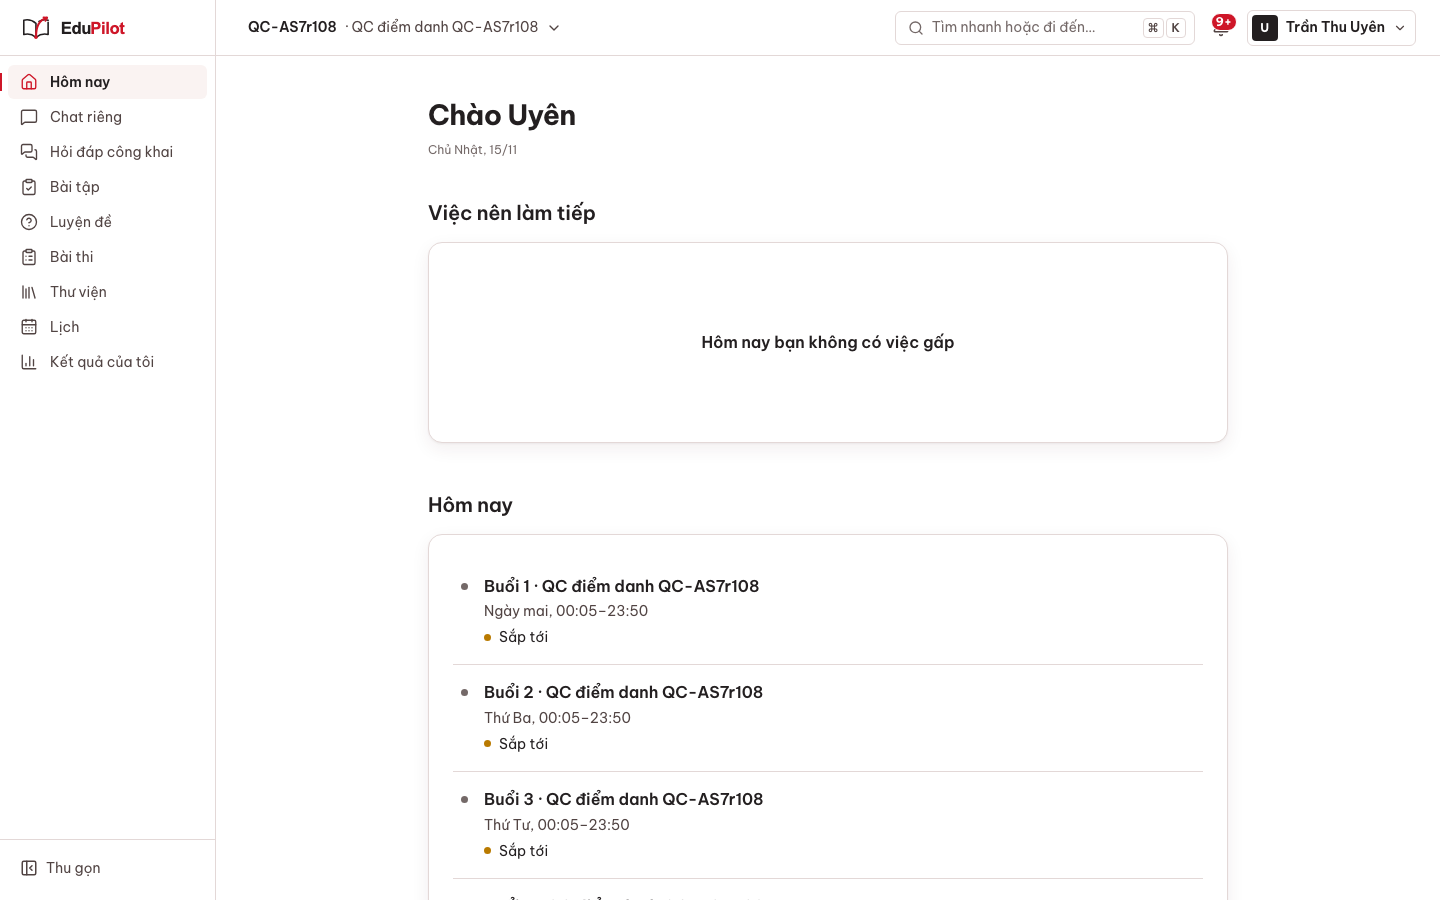 EduPilot
QC-AS7r108 · QC điểm danh QC-AS7r108
Tìm nhanh hoặc đi đến... ⌘ K
9+
U Trần Thu Uyên
Hôm nay
Chat riêng
Hỏi đáp công khai
Bài tập
Luyện đề
Bài thi
Thư viện
Lịch
Kết quả của tôi
Thu gọn
Chào Uyên
Chủ Nhật, 15/11
Việc nên làm tiếp
Hôm nay bạn không có việc gấp
Hôm nay
Buổi 1 · QC điểm danh QC-AS7r108
Ngày mai, 00:05–23:50
Sắp tới
Buổi 2 · QC điểm danh QC-AS7r108
Thứ Ba, 00:05–23:50
Sắp tới
Buổi 3 · QC điểm danh QC-AS7r108
Thứ Tư, 00:05–23:50
Sắp tới